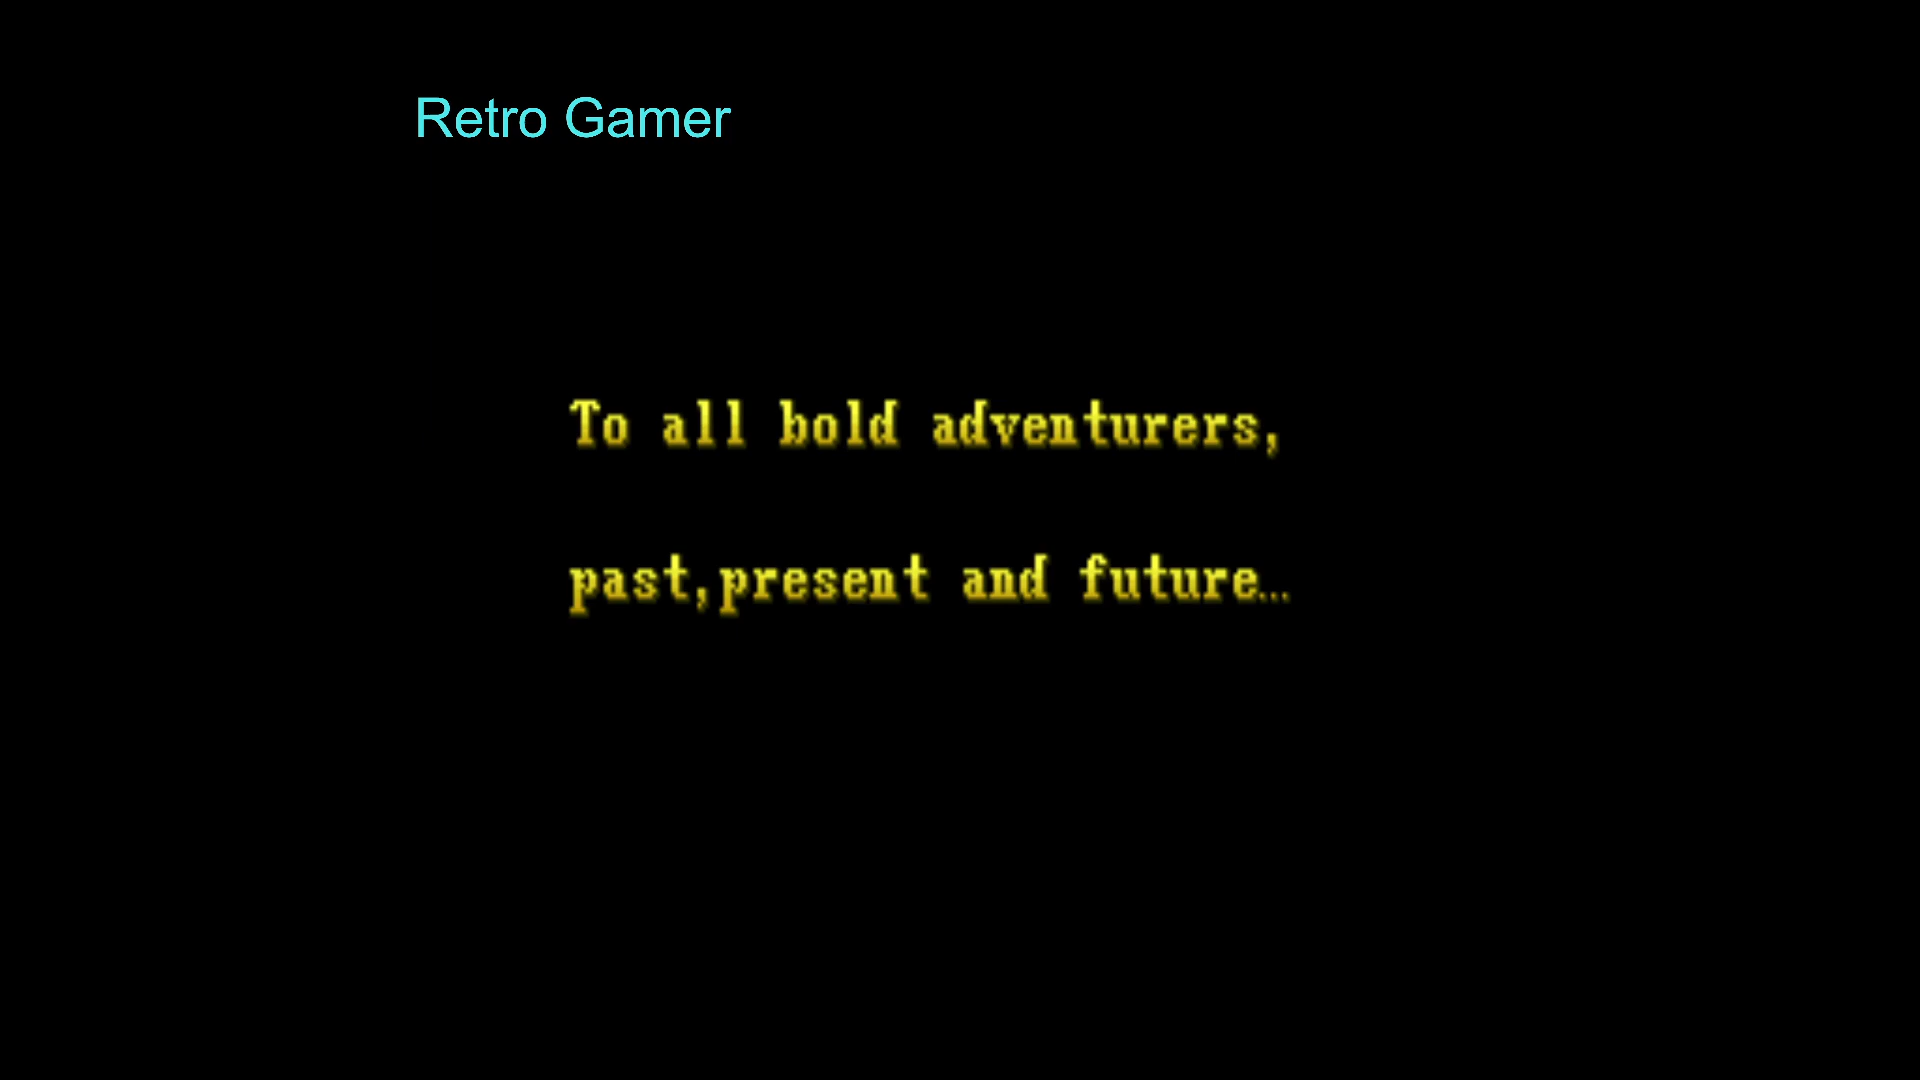 Retro Gamer
To all bold adventurers,
past,present and future...